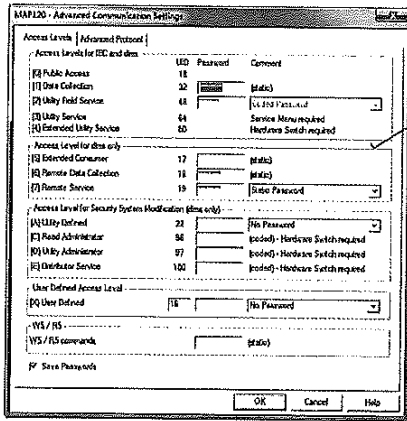 MAP120 - Advanced Communication Settings
Access Levels Advanced Protocol
Access Levels for IEC and dlms
UID Password Comment
[0] Public Access 16
[1] Data Collection 32 (static)
[2] Utility Field Service 48 Coded Password
[3] Utility Service 64 Service Menu required
[4] Extended Utility Service 80 Hardware Switch required
Access Level for dlms only
[5] Extended Consumer 17 (static)
[6] Remote Data Collection 18 (static)
[7] Remote Service 19 Static Password
Access Level for Security System Modification (dlms only)
[A] Utility Defined 22 No Password
[C] Read Administrator 96 (coded) - Hardware Switch required
[D] Utility Administrator 97 (coded) - Hardware Switch required
[E] Distributor Service 100 (coded) - Hardware Switch required
User Defined Access Level
[X] User Defined 16 No Password
WS / RS
WS / RS commands (static)
Save Passwords
OK Cancel Help